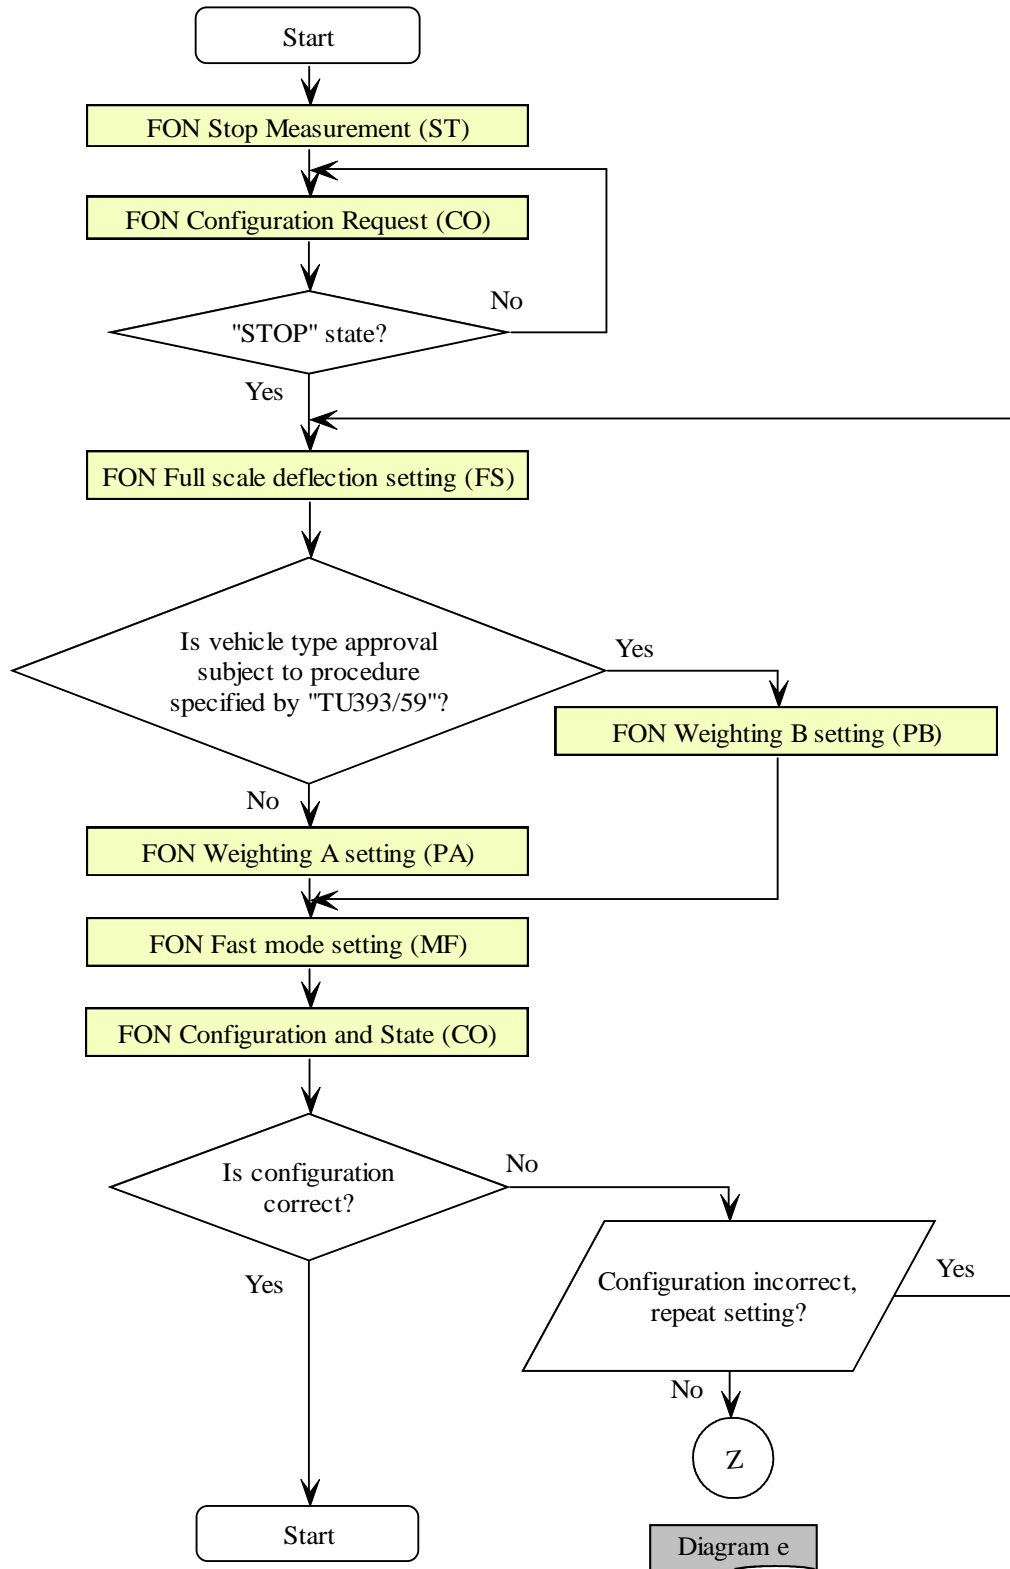 Start
FON Stop Measurement (ST)
FON Configuration Request (CO)
No
"STOP" state?
Yes
FON Full scale deflection setting (FS)
Is vehicle type approval
subject to procedure
specified by "TU393/59"?
Yes
FON Weighting B setting (PB)
No
FON Weighting A setting (PA)
FON Fast mode setting (MF)
FON Configuration and State (CO)
Is configuration
correct?
No
Yes
Configuration incorrect,
repeat setting?
Yes
No
Z
Start
Diagram e